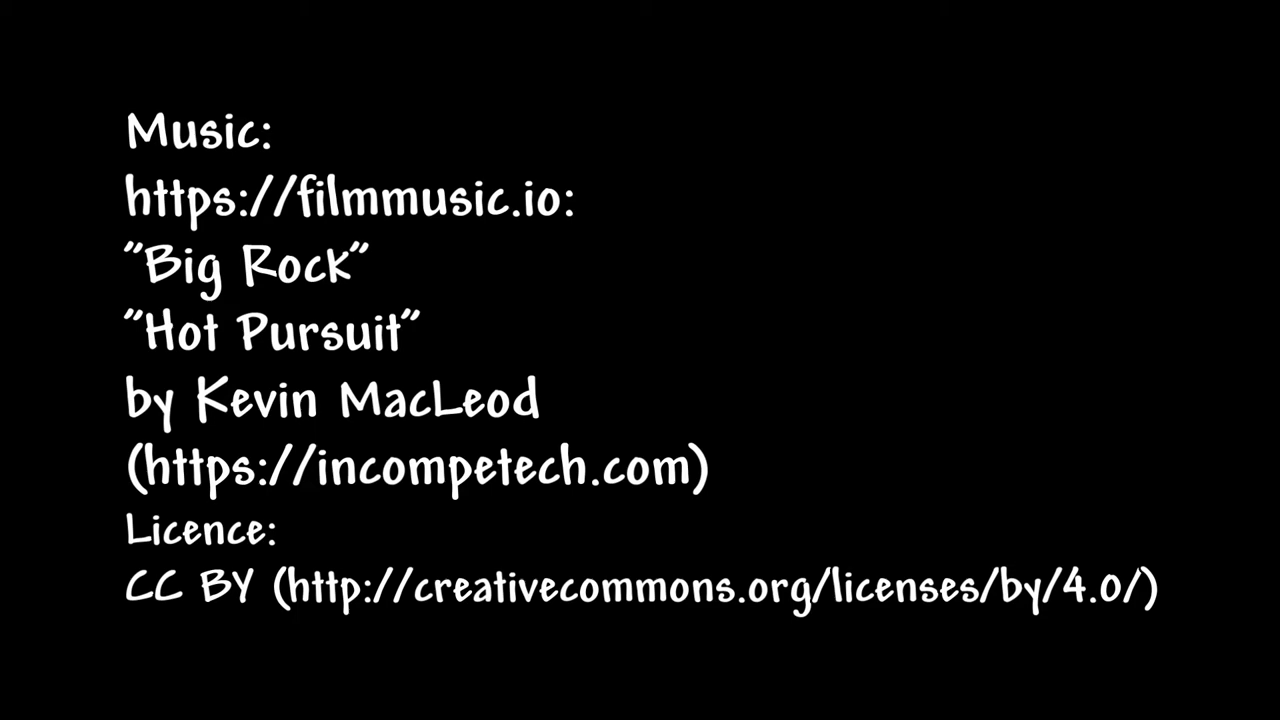 Music:
https://filmmusic.io:
"Big Rock"
"Hot Pursuit"
by Kevin MacLeod
(https://incompetech.com)
Licence:
CC BY (http://creativecommons.org/licenses/by/4.0/)